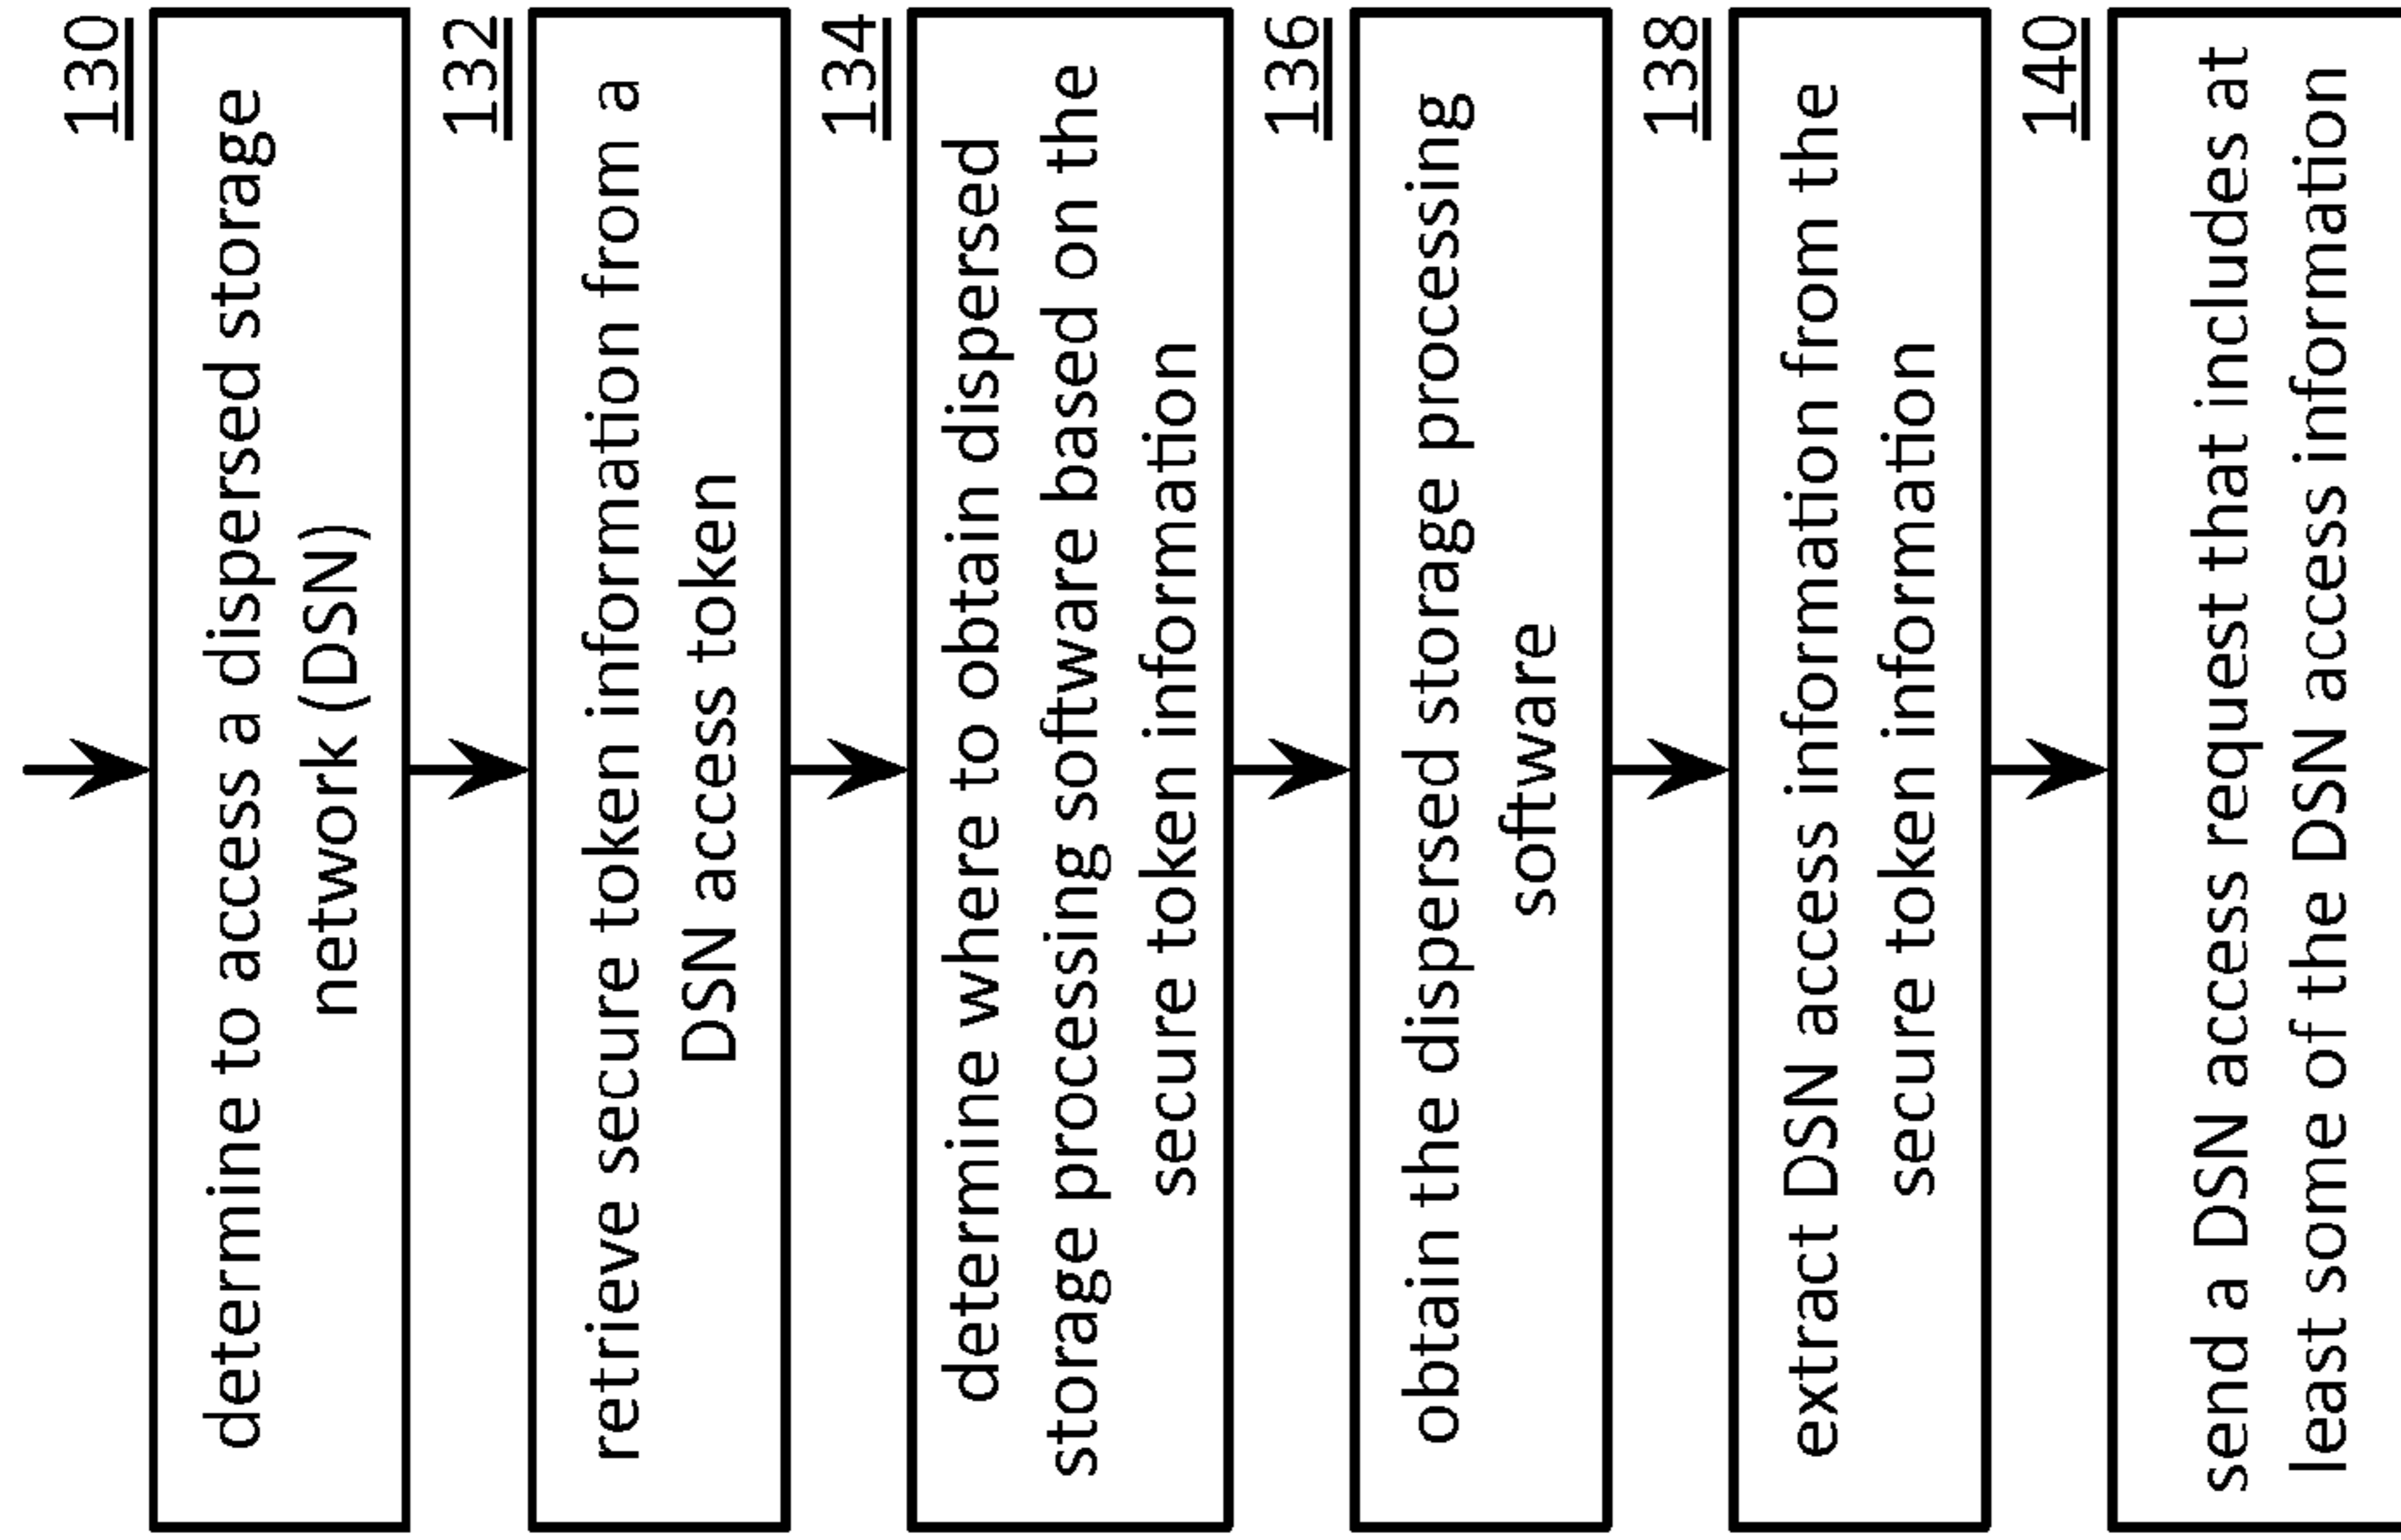 130
determine to access a dispersed storage
network (DSN)
132
retrieve secure token information from a
DSN access token
134
determine where to obtain dispersed
storage processing software based on the
secure token information
136
obtain the dispersed storage processing
software
138
extract DSN access information from the
secure token information
140
send a DSN access request that includes at
least some of the DSN access information